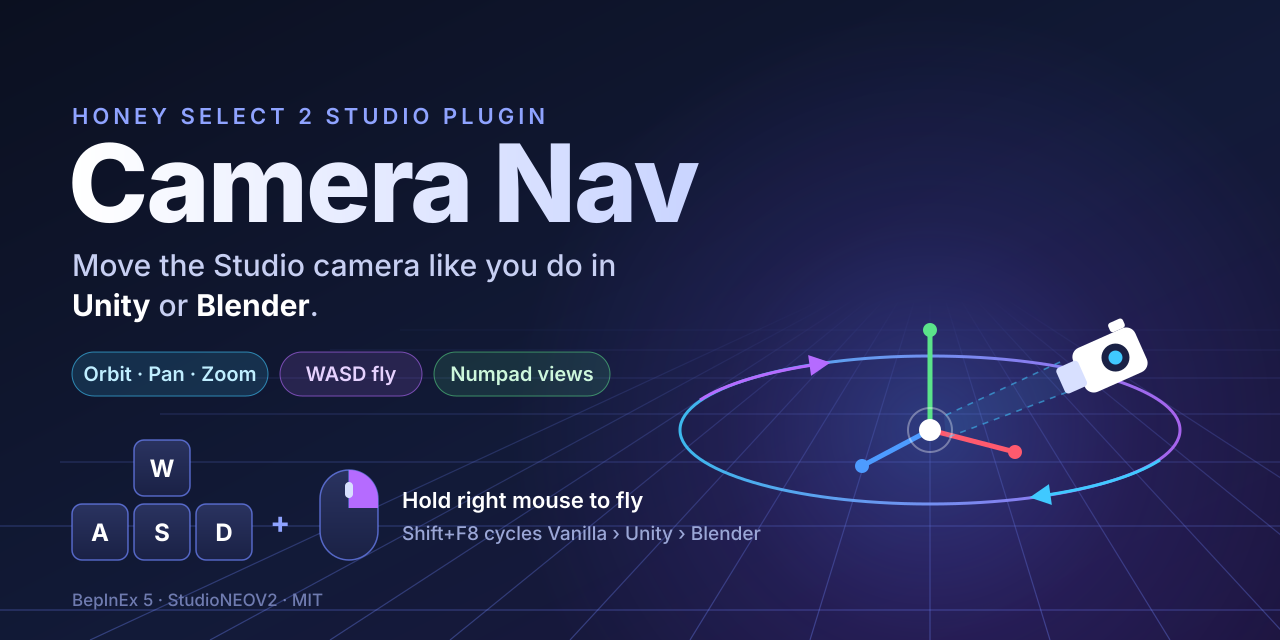 HONEY SELECT 2 STUDIO PLUGIN
Camera Nav
Move the Studio camera like you do in
Unity or Blender.
Orbit · Pan · Zoom
WASD fly
Numpad views
W
A S D +
Hold right mouse to fly
Shift+F8 cycles Vanilla › Unity › Blender
BepInEx 5 · StudioNEOV2 · MIT